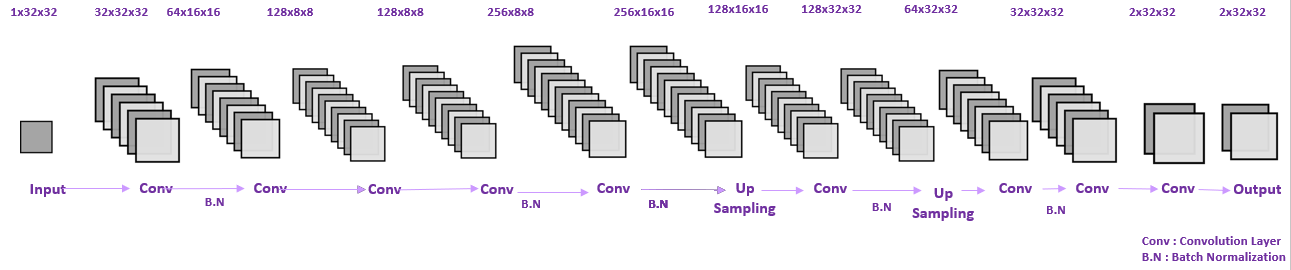 1x32x32 32x32x32 64x16x16 128x8x8 128x8x8 256x8x8 256x16x16 128x16x16 128x32x32 64x32x32 32x32x32 2x32x32 2x32x32
Input Conv Conv Conv Conv Conv Up Sampling Conv Up Sampling Conv Conv Conv Output
B.N B.N B.N B.N B.N
Conv : Convolution Layer
B.N : Batch Normalization